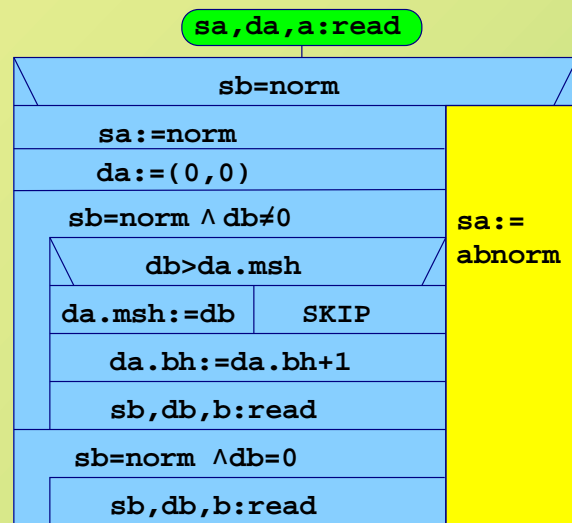 sa,da,a:read
sb=norm
sa:=norm
da:=(0,0)
sb=norm ∧ db≠0
sa:=
abnorm
db>da.msh
da.msh:=db
SKIP
da.bh:=da.bh+1
sb,db,b:read
sb=norm ∧db=0
sb,db,b:read